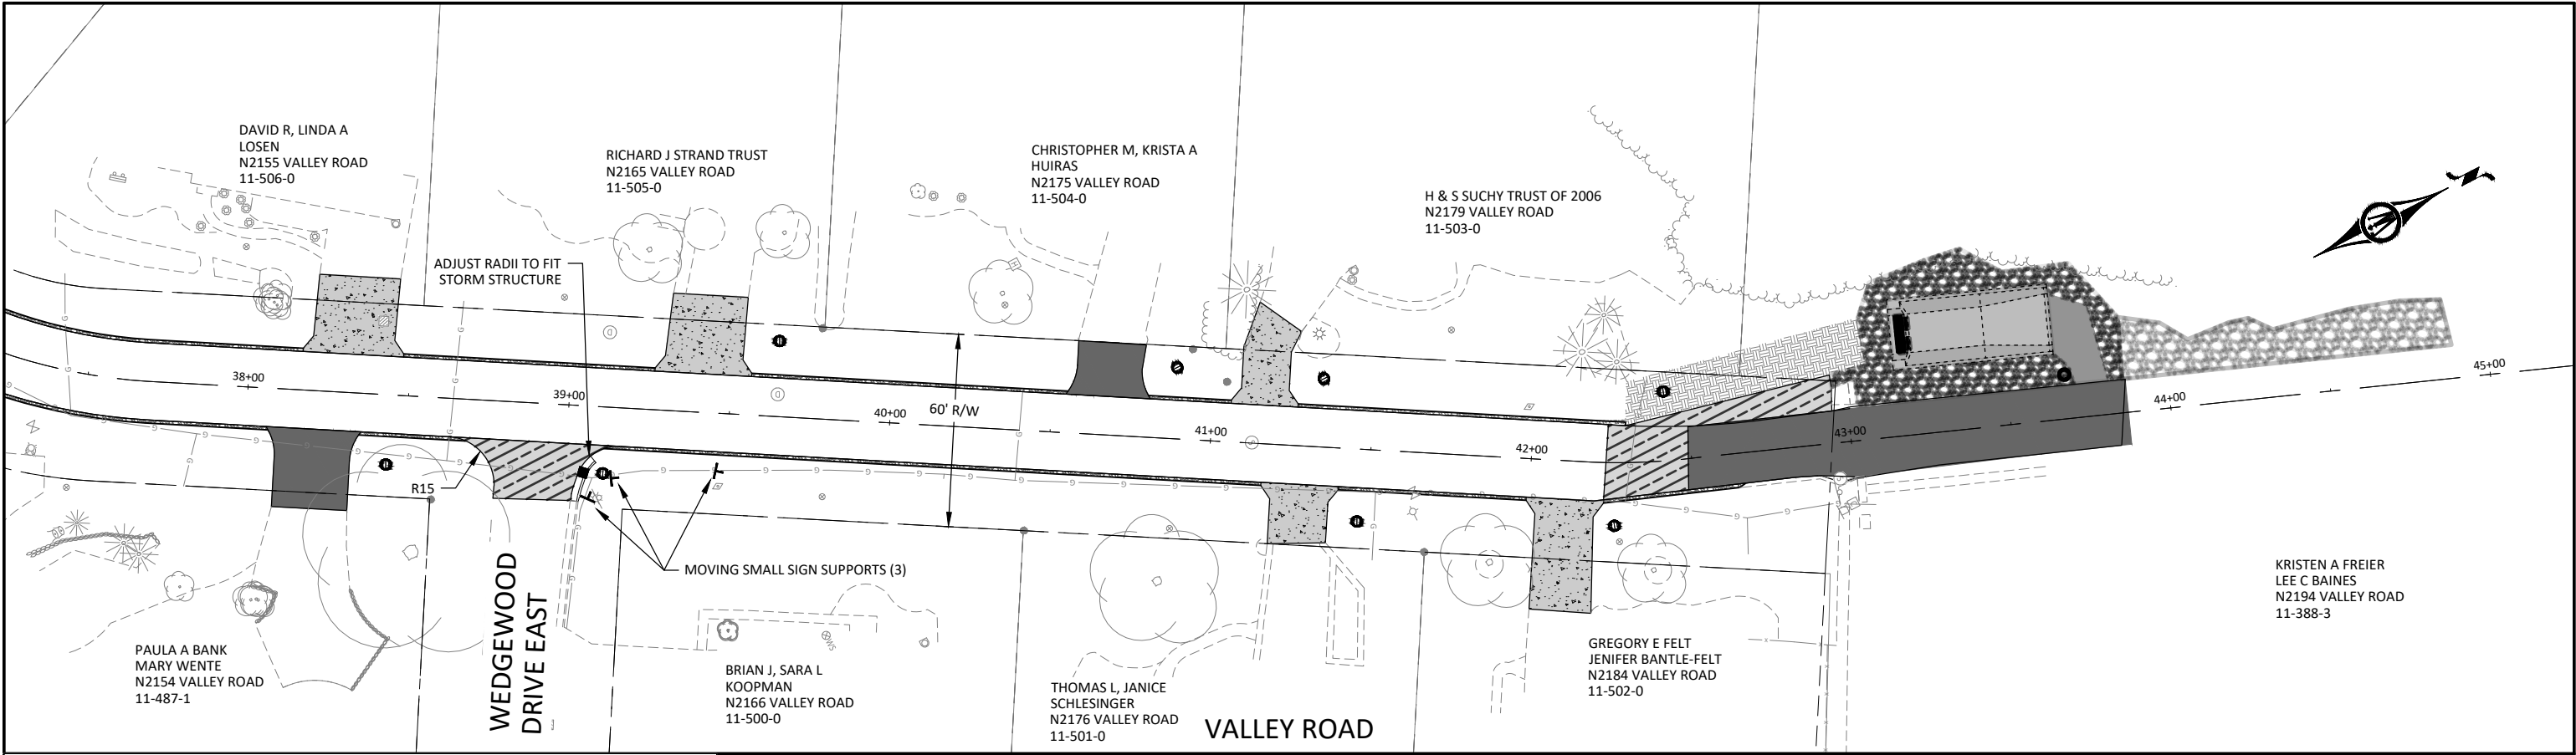 DAVID R, LINDA A
LOSEN
N2155 VALLEY ROAD
11-506-0
RICHARD J STRAND TRUST
N2165 VALLEY ROAD
11-505-0
CHRISTOPHER M, KRISTA A
HUIRAS
N2175 VALLEY ROAD
11-504-0
H & S SUCHY TRUST OF 2006
N2179 VALLEY ROAD
11-503-0
ADJUST RADII TO FIT
STORM STRUCTURE
38+00
39+00
40+00
60' R/W
41+00
42+00
43+00
44+00
45+00
R15
MOVING SMALL SIGN SUPPORTS (3)
WEDGEWOOD
DRIVE EAST
PAULA A BANK
MARY WENTE
N2154 VALLEY ROAD
11-487-1
BRIAN J, SARA L
KOOPMAN
N2166 VALLEY ROAD
11-500-0
THOMAS L, JANICE
SCHLESINGER
N2176 VALLEY ROAD
11-501-0
VALLEY ROAD
GREGORY E FELT
JENIFER BANTLE-FELT
N2184 VALLEY ROAD
11-502-0
KRISTEN A FREIER
LEE C BAINES
N2194 VALLEY ROAD
11-388-3